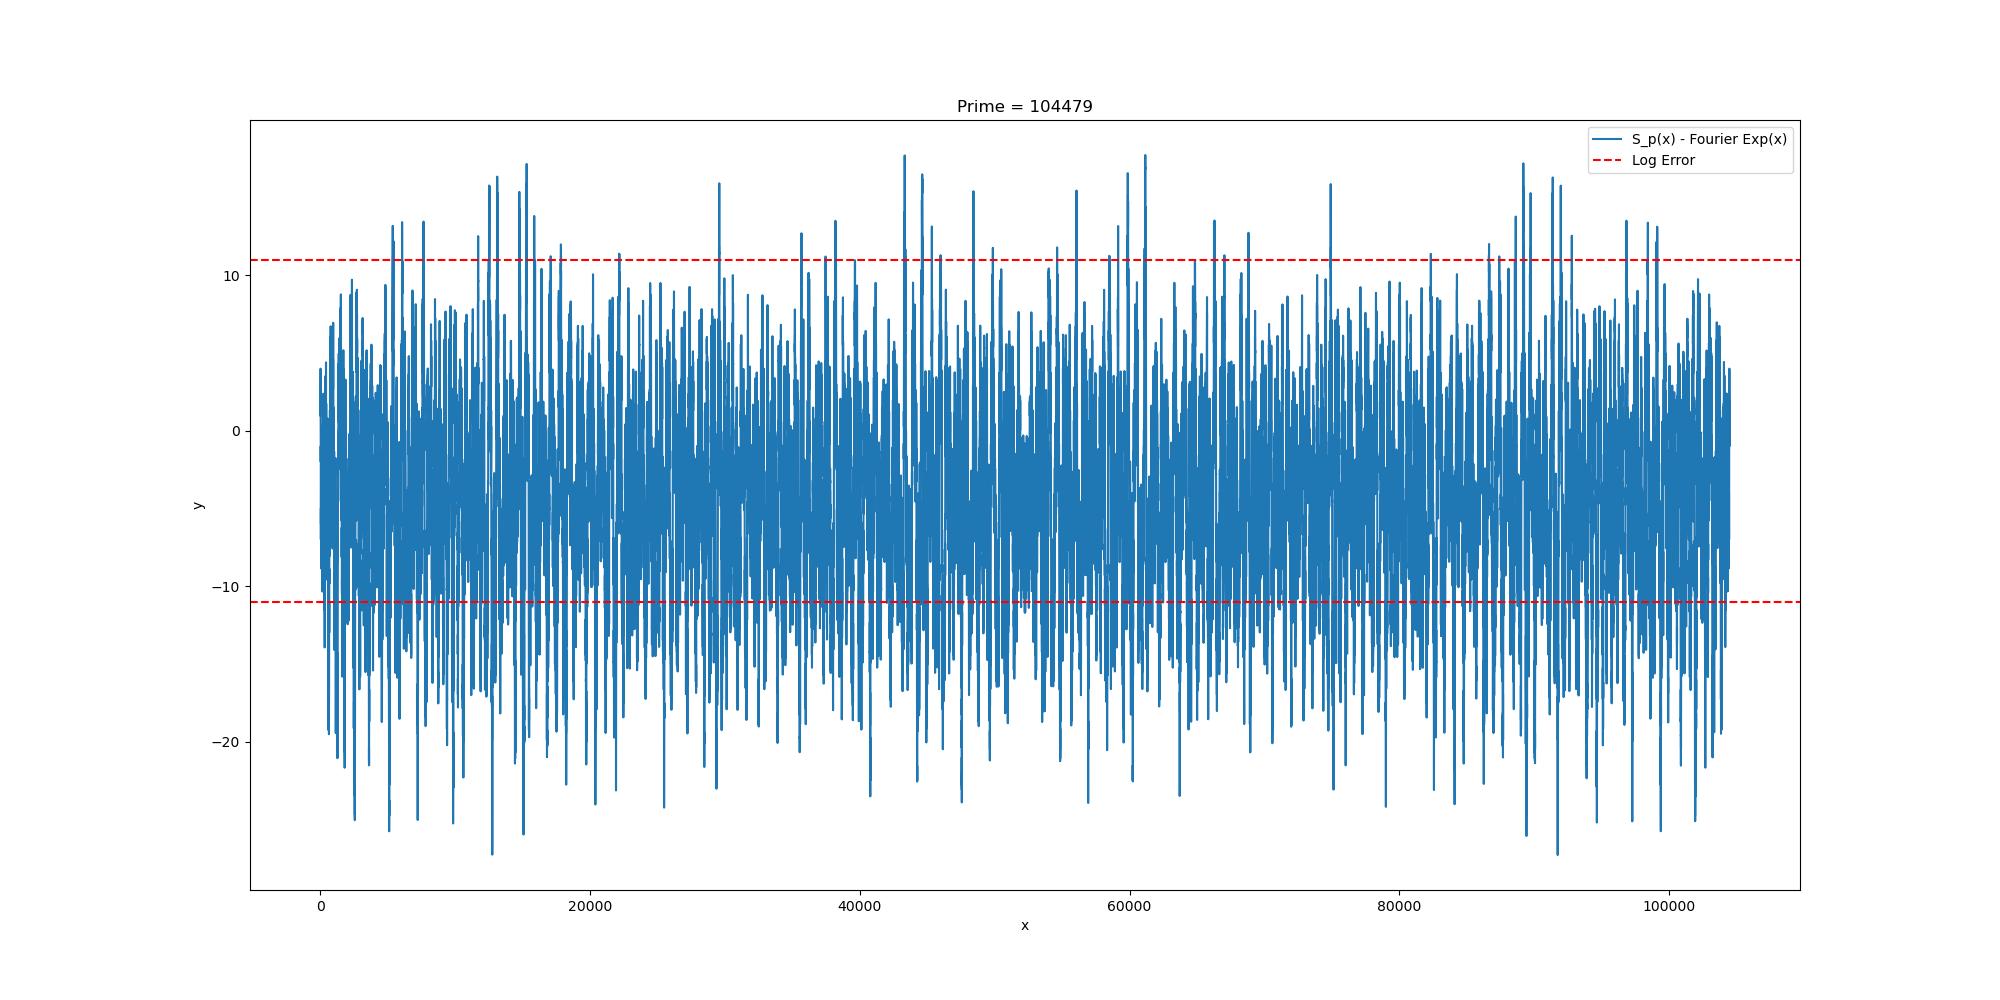 Prime = 104479
S_p(x) - Fourier Exp(x)
Log Error
10
0
−10
−20
y
0 20000 40000 60000 80000 100000
x